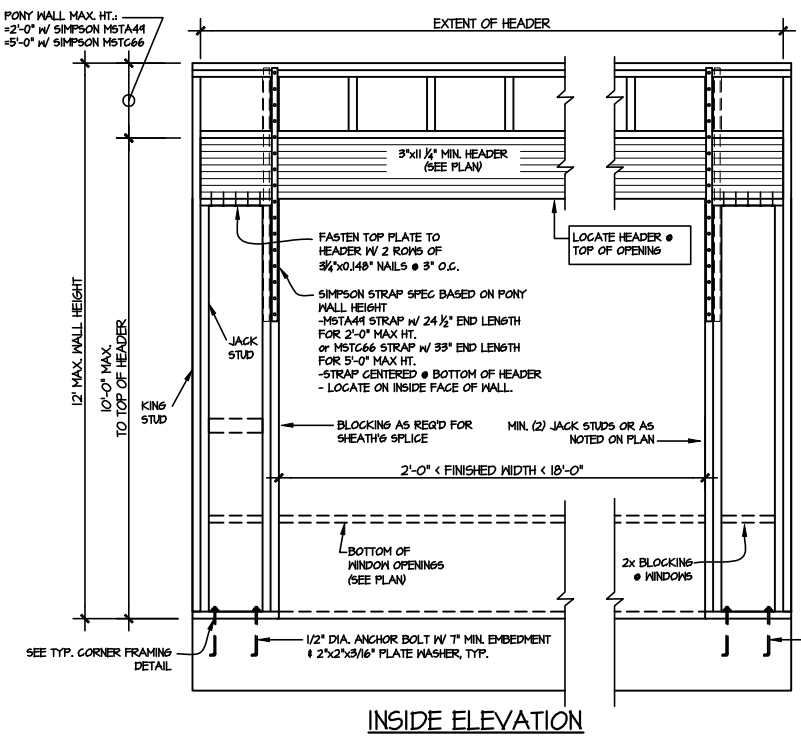 PONY WALL MAX. HT.:
=2'-0" W/ SIMPSON MSTA49
=5'-0" W/ SIMPSON MSTC66
EXTENT OF HEADER
3"x11 1/4" MIN. HEADER
(SEE PLAN)
FASTEN TOP PLATE TO
HEADER W/ 2 ROWS OF
3 1/4"x0.148" NAILS @ 3" O.C.
LOCATE HEADER @
TOP OF OPENING
SIMPSON STRAP SPEC BASED ON PONY
WALL HEIGHT
-MSTA49 STRAP W/ 24 1/2" END LENGTH
FOR 2'-0" MAX HT.
or MSTC66 STRAP W/ 33" END LENGTH
FOR 5'-0" MAX HT.
-STRAP CENTERED @ BOTTOM OF HEADER
- LOCATE ON INSIDE FACE OF WALL.
12' MAX. WALL HEIGHT
10'-0" MAX.
TO TOP OF HEADER
JACK
STUD
KING
STUD
BLOCKING AS REQ'D FOR
SHEATH'G SPLICE
MIN. (2) JACK STUDS OR AS
NOTED ON PLAN
2'-0" < FINISHED WIDTH < 18'-0"
BOTTOM OF
WINDOW OPENINGS
(SEE PLAN)
2x BLOCKING
@ WINDOWS
SEE TYP. CORNER FRAMING
DETAIL
1/2" DIA. ANCHOR BOLT W/ 7" MIN. EMBEDMENT
& 2"x2"x3/16" PLATE WASHER, TYP.
INSIDE ELEVATION